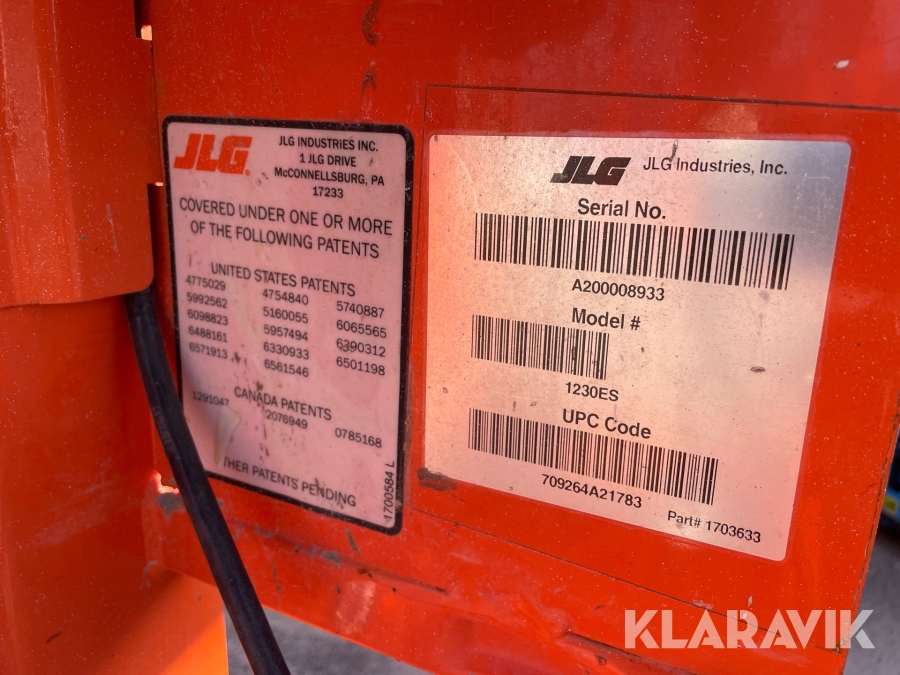 JLG
JLG INDUSTRIES INC.
1 JLG DRIVE
McCONNELLSBURG, PA
17233
COVERED UNDER ONE OR MORE
OF THE FOLLOWING PATENTS
UNITED STATES PATENTS
4775029 4754840 5740887
5992562 5160055 6065565
6098823 5957494 6390312
6488161 6330933 6501198
6571913 6561546
CANADA PATENTS
1291047 2076949 0785168
THER PATENTS PENDING
1700584 L
JLG JLG Industries, Inc.
Serial No.
A200008933
Model #
1230ES
UPC Code
709264A21783
Part# 1703633
KLARAVIK